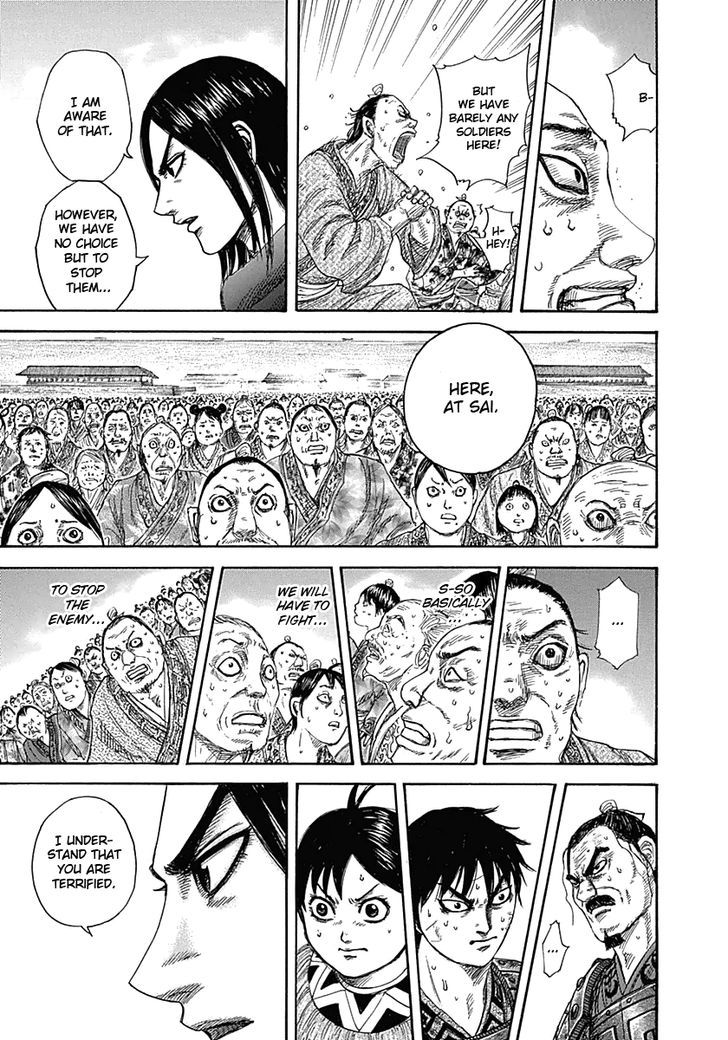 B-
BUT
WE HAVE
BARELY ANY
SOLDIERS
HERE!
H-
HEY!
I AM
AWARE
OF THAT.
HOWEVER,
WE HAVE
NO CHOICE
BUT TO
STOP
THEM...
HERE,
AT SAI.
...
S-SO
BASICALLY
...
WE WILL
HAVE TO
FIGHT...
TO STOP
THE
ENEMY...
...
I UNDER-
STAND THAT
YOU ARE
TERRIFIED.